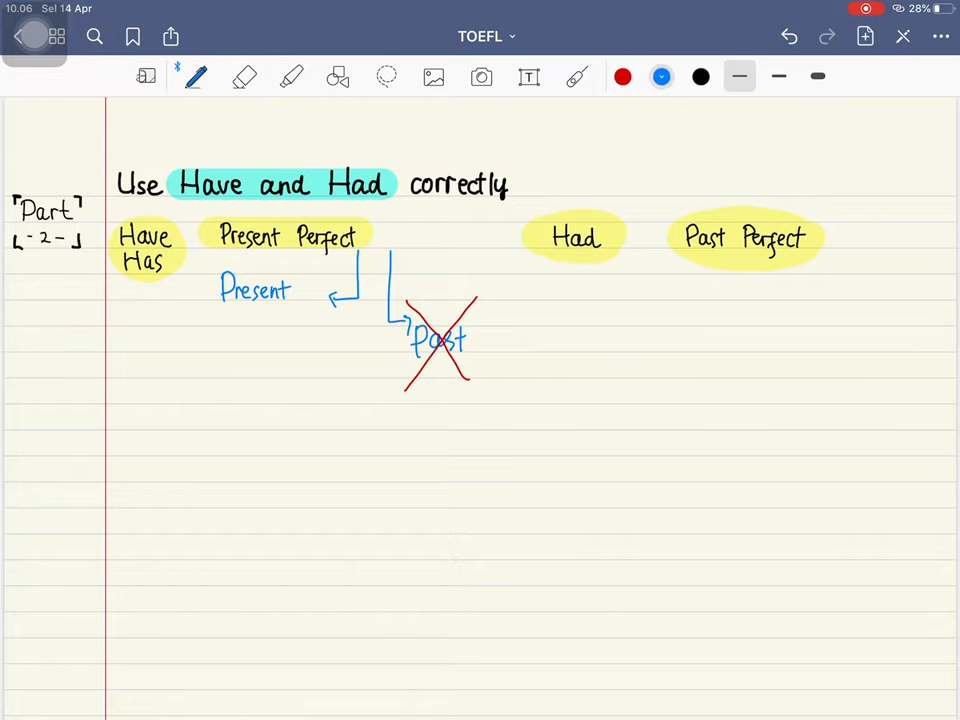 10.06 Sel 14 Apr
28%
TOEFL
T
Use Have and Had correctly
Part
- 2 -
Have
Has
Present Perfect
Had
Past Perfect
Present
Past